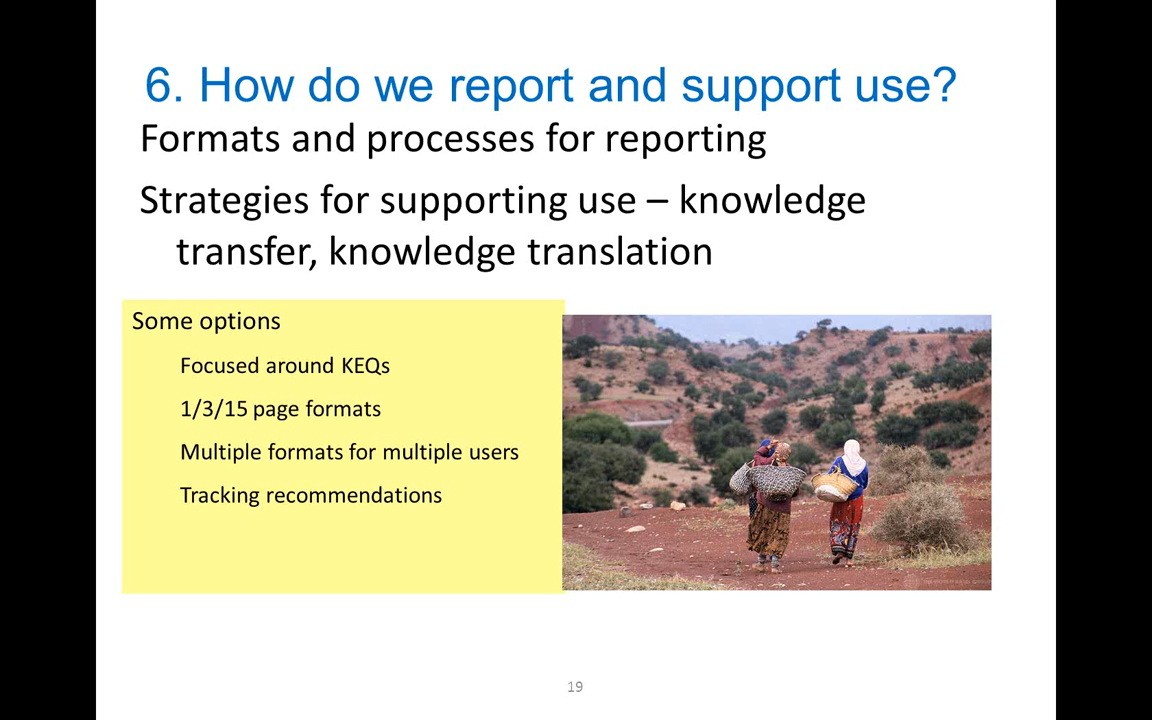 6. How do we report and support use?
Formats and processes for reporting
Strategies for supporting use – knowledge
transfer, knowledge translation
Some options
Focused around KEQs
1/3/15 page formats
Multiple formats for multiple users
Tracking recommendations
19